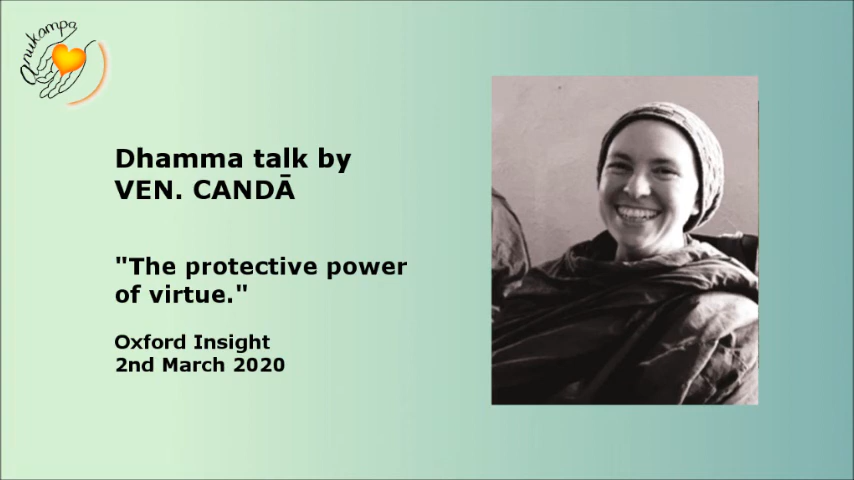 Anukampa
Dhamma talk by
VEN. CANDĀ
"The protective power
of virtue."
Oxford Insight
2nd March 2020